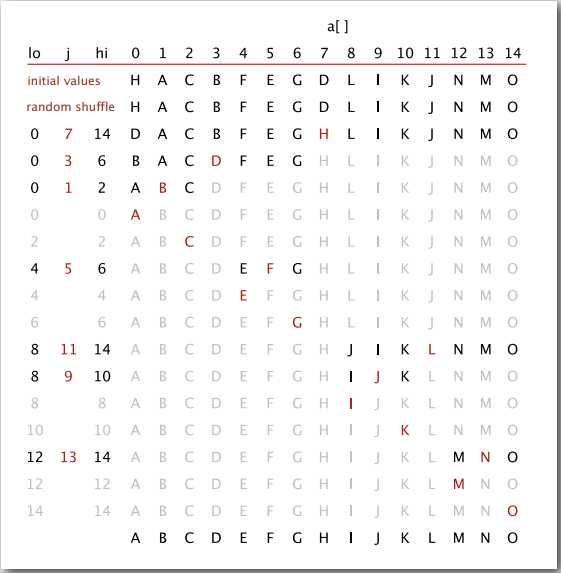 a[ ]
lo j hi 0 1 2 3 4 5 6 7 8 9 10 11 12 13 14
initial values H A C B F E G D L I K J N M O
random shuffle H A C B F E G D L I K J N M O
0 7 14 D A C B F E G H L I K J N M O
0 3 6 B A C D F E G H L I K J N M O
0 1 2 A B C D F E G H L I K J N M O
0 0 A B C D F E G H L I K J N M O
2 2 A B C D F E G H L I K J N M O
4 5 6 A B C D E F G H L I K J N M O
4 4 A B C D E F G H L I K J N M O
6 6 A B C D E F G H L I K J N M O
8 11 14 A B C D E F G H J I K L N M O
8 9 10 A B C D E F G H I J K L N M O
8 8 A B C D E F G H I J K L N M O
10 10 A B C D E F G H I J K L N M O
12 13 14 A B C D E F G H I J K L M N O
12 12 A B C D E F G H I J K L M N O
14 14 A B C D E F G H I J K L M N O
A B C D E F G H I J K L M N O